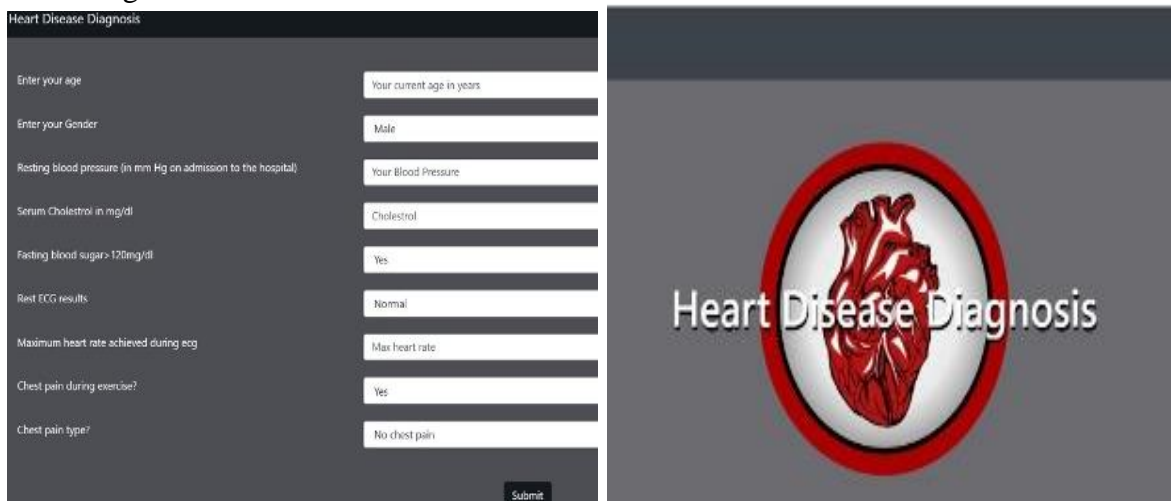 Heart Disease Diagnosis
Enter your age
Your current age in years
Enter your Gender
Male
Resting blood pressure (in mm Hg on admission to the hospital)
Your Blood Pressure
Serum Cholestrol in mg/dl
Cholestrol
Fasting blood sugar>120mg/dl
Yes
Rest ECG results
Normal
Maximum heart rate achieved during ecg
Max heart rate
Chest pain during exercise?
Yes
Chest pain type?
No chest pain
Submit
Heart Disease Diagnosis